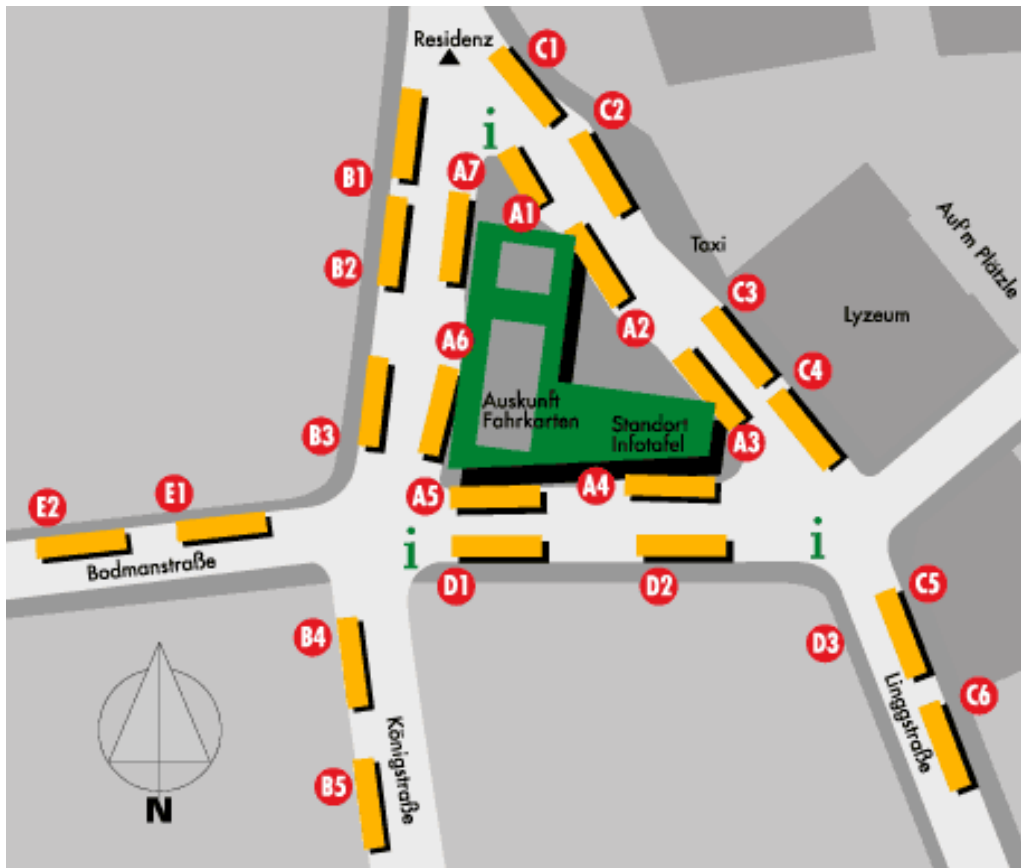 Residenz
C1
C2
i
A7
B1
A1
Auf'm Plätzle
Taxi
B2
C3
A2
Lyzeum
A6
C4
Auskunft
Fahrkarten
Standort
Infotafel
B3
A3
E2
E1
A5
A4
i
i
Bodmanstraße
D1
D2
C5
B4
D3
C6
Linggstraße
Königstraße
B5
N